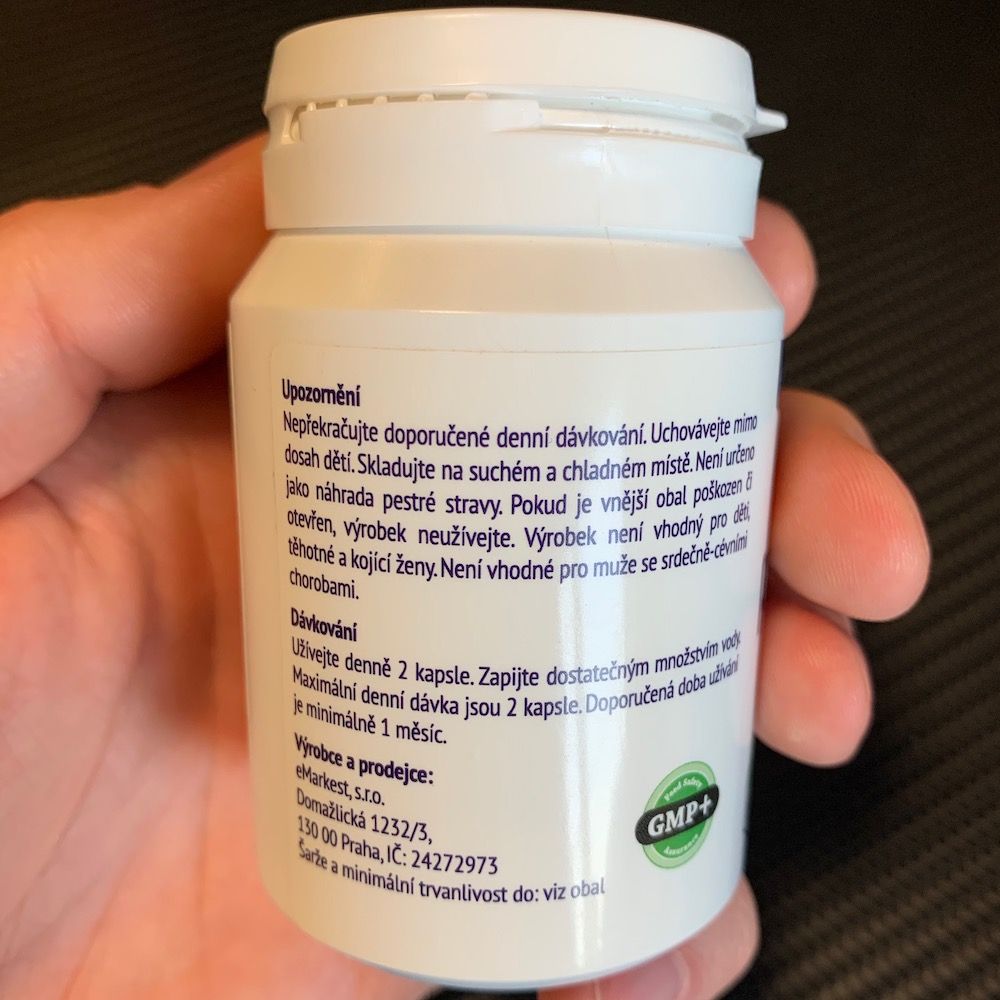 Upozornění
Nepřekračujte doporučené denní dávkování. Uchovávejte mimo
dosah dětí. Skladujte na suchém a chladném místě. Není určeno
jako náhrada pestré stravy. Pokud je vnější obal poškozen či
otevřen, výrobek neužívejte. Výrobek není vhodný pro děti,
těhotné a kojící ženy. Není vhodné pro muže se srdečně-cévními
chorobami.
Dávkování
Užívejte denně 2 kapsle. Zapijte dostatečným množstvím vody.
Maximální denní dávka jsou 2 kapsle. Doporučená doba užívání
je minimálně 1 měsíc.
Výrobce a prodejce:
eMarkest, s.r.o.
Domažlická 1232/3,
130 00 Praha, IČ: 24272973
Šarže a minimální trvanlivost do: viz obal
Feed Safety
GMP+
Assurance